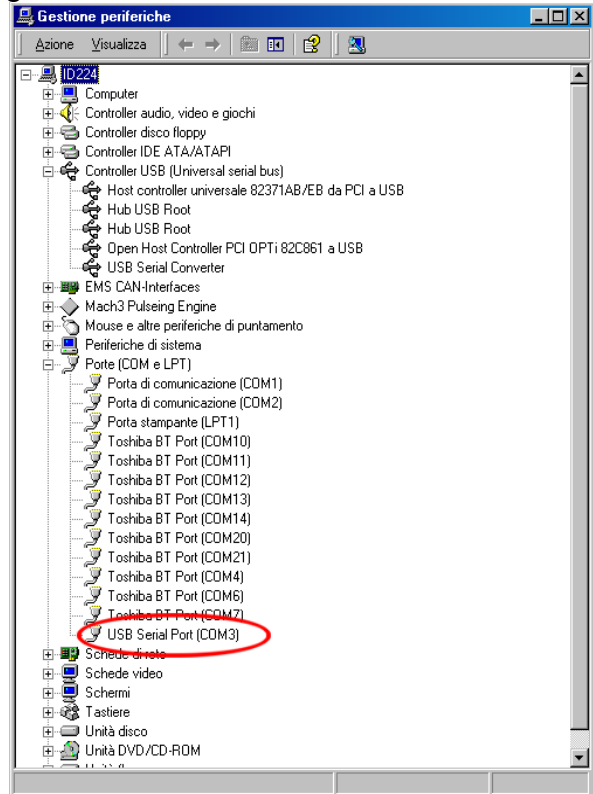 Gestione periferiche
Azione Visualizza
ID224
Computer
Controller audio, video e giochi
Controller disco floppy
Controller IDE ATA/ATAPI
Controller USB (Universal serial bus)
Host controller universale 82371AB/EB da PCI a USB
Hub USB Root
Hub USB Root
Open Host Controller PCI OPTi 82C861 a USB
USB Serial Converter
EMS CAN-Interfaces
Mach3 Pulseing Engine
Mouse e altre periferiche di puntamento
Periferiche di sistema
Porte (COM e LPT)
Porta di comunicazione (COM1)
Porta di comunicazione (COM2)
Porta stampante (LPT1)
Toshiba BT Port (COM10)
Toshiba BT Port (COM11)
Toshiba BT Port (COM12)
Toshiba BT Port (COM13)
Toshiba BT Port (COM14)
Toshiba BT Port (COM20)
Toshiba BT Port (COM21)
Toshiba BT Port (COM4)
Toshiba BT Port (COM6)
Toshiba BT Port (COM7)
USB Serial Port (COM3)
Schede di rete
Schede video
Schermi
Tastiere
Unità disco
Unità DVD/CD-ROM